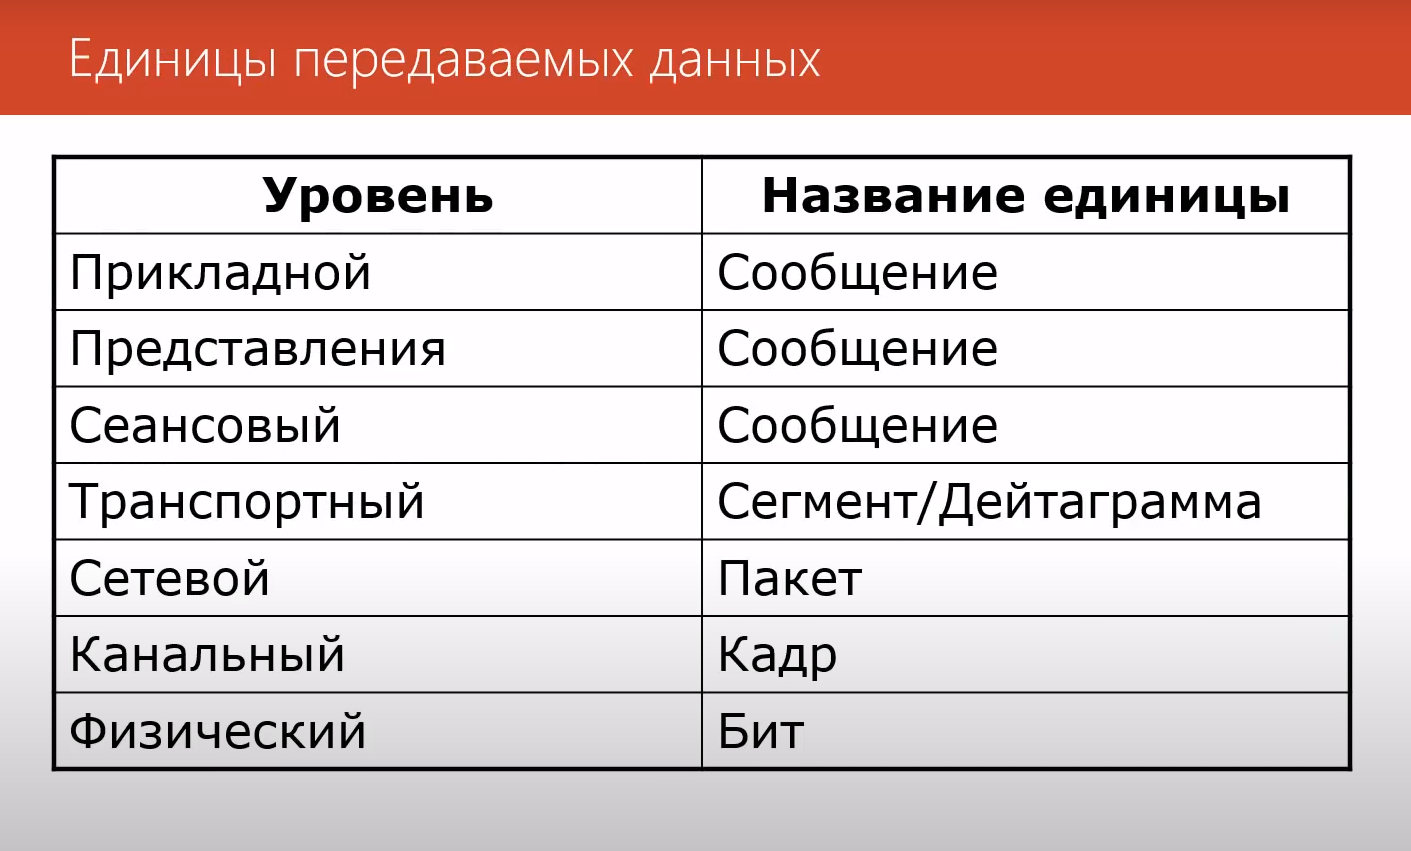 Единицы передаваемых данных
Уровень Название единицы
Прикладной Сообщение
Представления Сообщение
Сеансовый Сообщение
Транспортный Сегмент/Дейтаграмма
Сетевой Пакет
Канальный Кадр
Физический Бит